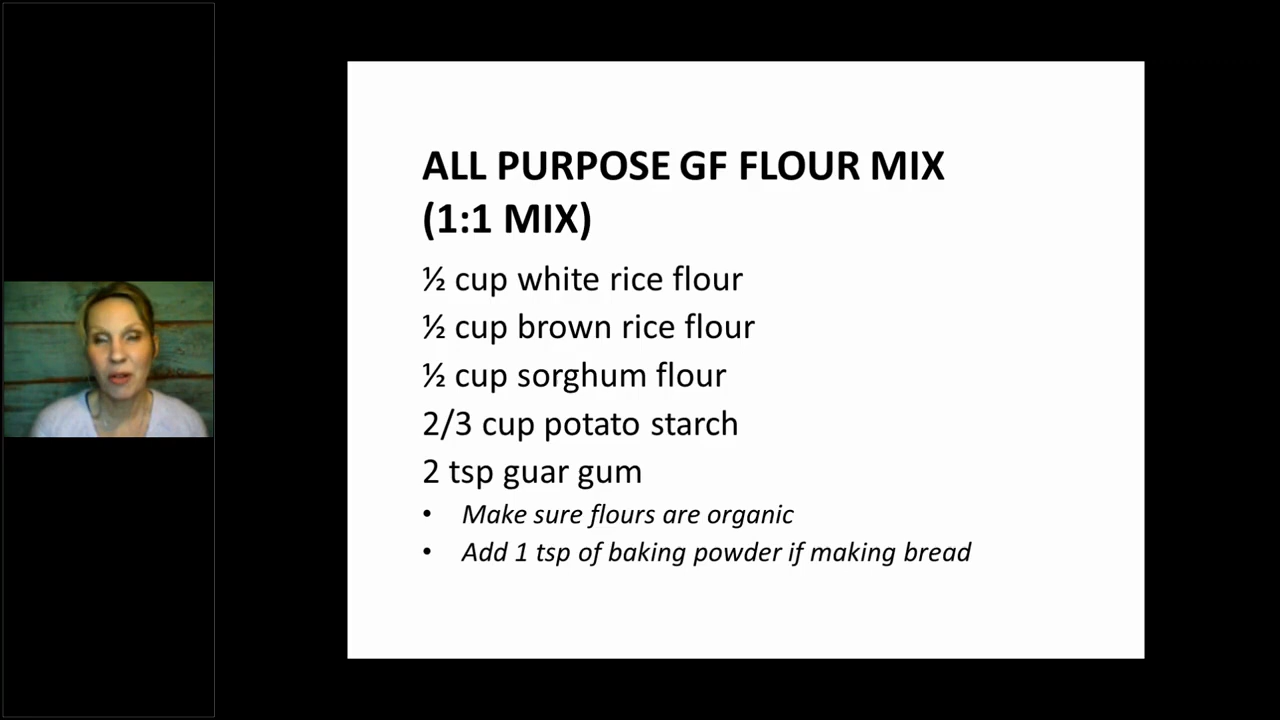 ALL PURPOSE GF FLOUR MIX
(1:1 MIX)
½ cup white rice flour
½ cup brown rice flour
½ cup sorghum flour
2/3 cup potato starch
2 tsp guar gum
• Make sure flours are organic
• Add 1 tsp of baking powder if making bread